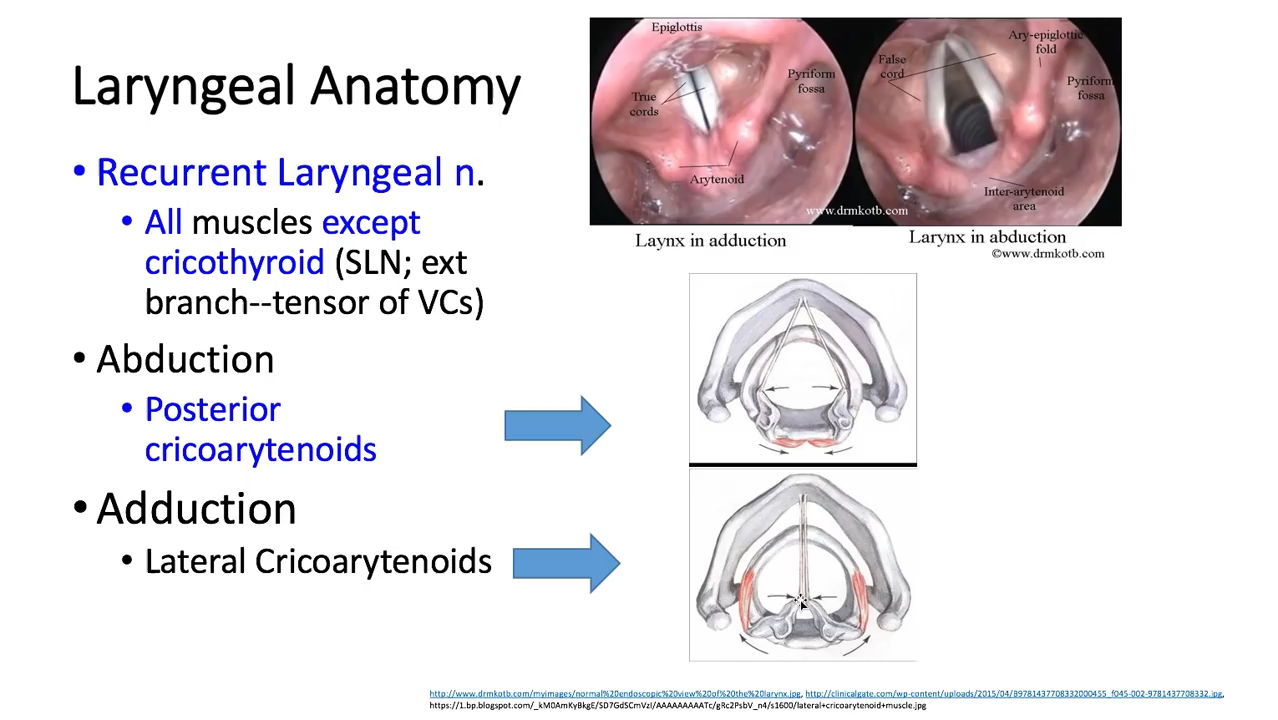 Laryngeal Anatomy
• Recurrent Laryngeal n.
• All muscles except
cricothyroid (SLN; ext
branch--tensor of VCs)
• Abduction
• Posterior
cricoarytenoids
• Adduction
• Lateral Cricoarytenoids
Epiglottis
True
cords
Pyriform
fossa
Arytenoid
www.drmkotb.com
Laynx in adduction
False
cord
Ary-epiglottic
fold
Pyriform
fossa
Inter-arytenoid
area
Larynx in abduction
©www.drmkotb.com
http://www.drmkotb.com/myimages/normal%20endoscopic%20view%20of%20the%20larynx.jpg, http://clinicalgate.com/wp-content/uploads/2015/04/B9781437708332000455_f045-002-9781437708332.jpg,
https://1.bp.blogspot.com/_kM0AmKyBkgE/SD7GdSCmVzI/AAAAAAAAATc/gRc2PsbV_n4/s1600/lateral+cricoarytenoid+muscle.jpg